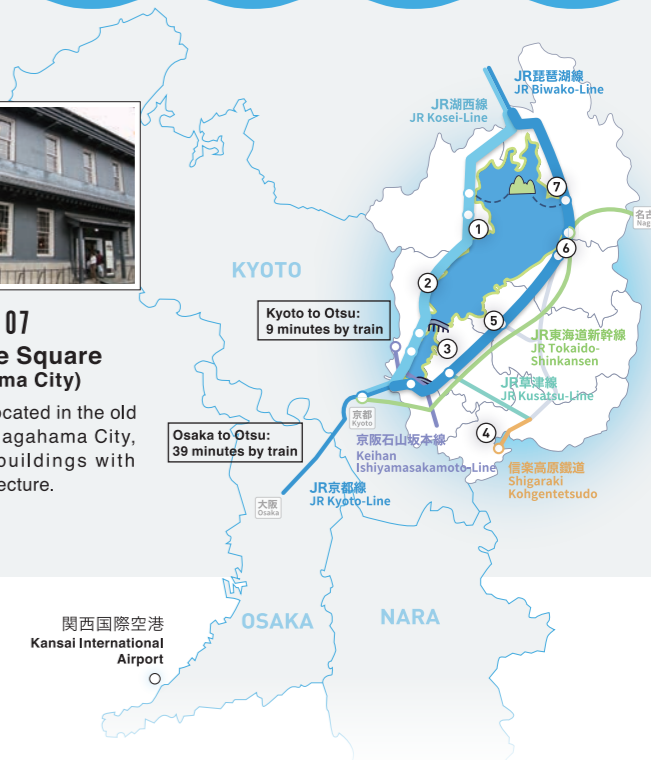 07
Square
ma City)
ocated in the old
agahama City,
buildings with
ecture.
KYOTO
Kyoto to Otsu:
9 minutes by train
Osaka to Otsu:
39 minutes by train
JR琵琶湖線
JR Biwako-Line
JR湖西線
JR Kosei-Line
1
2
3
4
5
6
7
JR東海道新幹線
JR Tokaido-
Shinkansen
JR草津線
JR Kusatsu-Line
京都
Kyoto
京阪石山坂本線
Keihan
Ishiyamasakamoto-Line
信楽高原鐵道
Shigaraki
Kohgentetsudo
JR京都線
JR Kyoto-Line
大阪
Osaka
OSAKA
NARA
関西国際空港
Kansai International
Airport